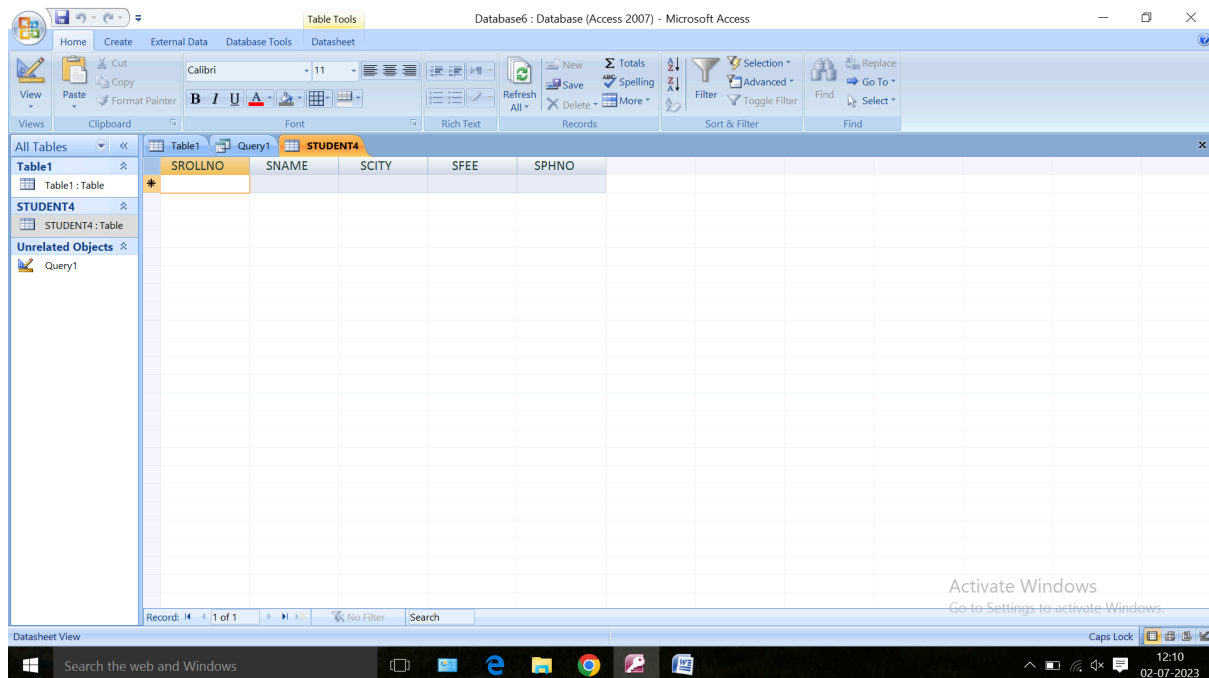 Table Tools Database6 : Database (Access 2007) - Microsoft Access
Home Create External Data Database Tools Datasheet
View
Paste
Cut
Copy
Format Painter
Calibri 11
B I U A
Refresh All
New
Save
Delete
Σ Totals
ABC Spelling
More
Filter
Selection
Advanced
Toggle Filter
Find
Replace
Go To
Select
Views Clipboard Font Rich Text Records Sort & Filter Find
All Tables
Table1
Table1 : Table
STUDENT4
STUDENT4 : Table
Unrelated Objects
Query1
Table1 Query1 STUDENT4
SROLLNO SNAME SCITY SFEE SPHNO
Activate Windows
Go to Settings to activate Windows.
Record: 1 of 1 No Filter Search
Datasheet View Caps Lock
Search the web and Windows
12:10
02-07-2023